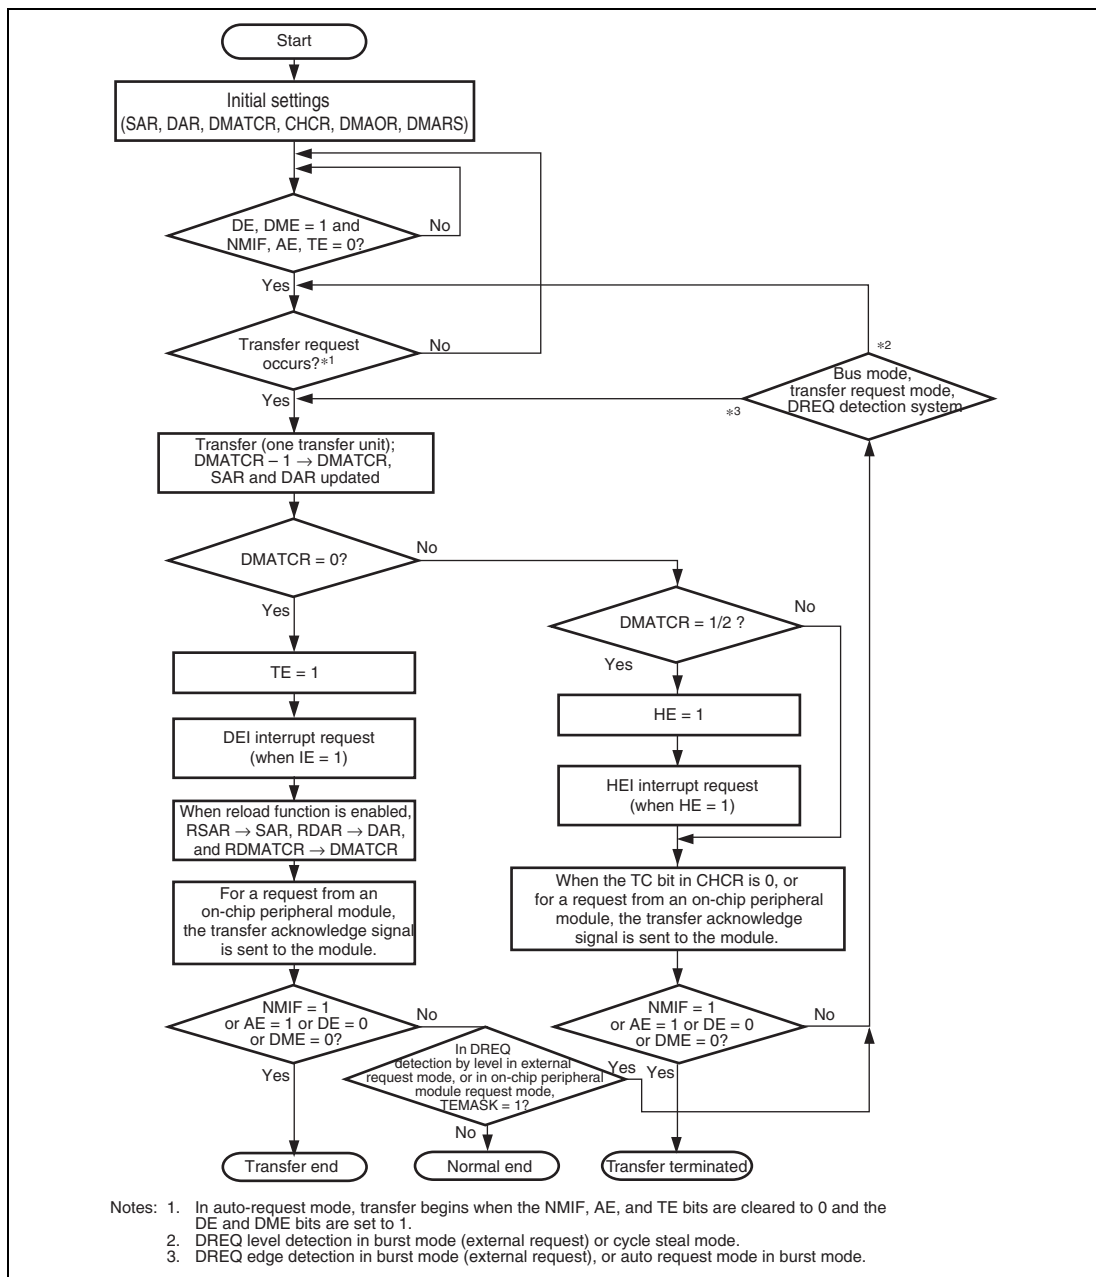 Start
Initial settings
(SAR, DAR, DMATCR, CHCR, DMAOR, DMARS)
DE, DME = 1 and
NMIF, AE, TE = 0?
No
Yes
Transfer request
occurs?*1
No
Yes
*2
Bus mode,
transfer request mode,
DREQ detection system
*3
Transfer (one transfer unit);
DMATCR – 1 → DMATCR,
SAR and DAR updated
DMATCR = 0?
No
Yes
DMATCR = 1/2 ?
No
Yes
TE = 1
HE = 1
DEI interrupt request
(when IE = 1)
HEI interrupt request
(when HE = 1)
When reload function is enabled,
RSAR → SAR, RDAR → DAR,
and RDMATCR → DMATCR
For a request from an
on-chip peripheral module,
the transfer acknowledge signal
is sent to the module.
When the TC bit in CHCR is 0, or
for a request from an on-chip peripheral
module, the transfer acknowledge
signal is sent to the module.
NMIF = 1
or AE = 1 or DE = 0
or DME = 0?
No
Yes
In DREQ
detection by level in external
request mode, or in on-chip peripheral
module request mode,
TEMASK = 1?
Yes
No
NMIF = 1
or AE = 1 or DE = 0
or DME = 0?
No
Yes
Transfer end
Normal end
Transfer terminated
Notes: 1. In auto-request mode, transfer begins when the NMIF, AE, and TE bits are cleared to 0 and the
DE and DME bits are set to 1.
2. DREQ level detection in burst mode (external request) or cycle steal mode.
3. DREQ edge detection in burst mode (external request), or auto request mode in burst mode.